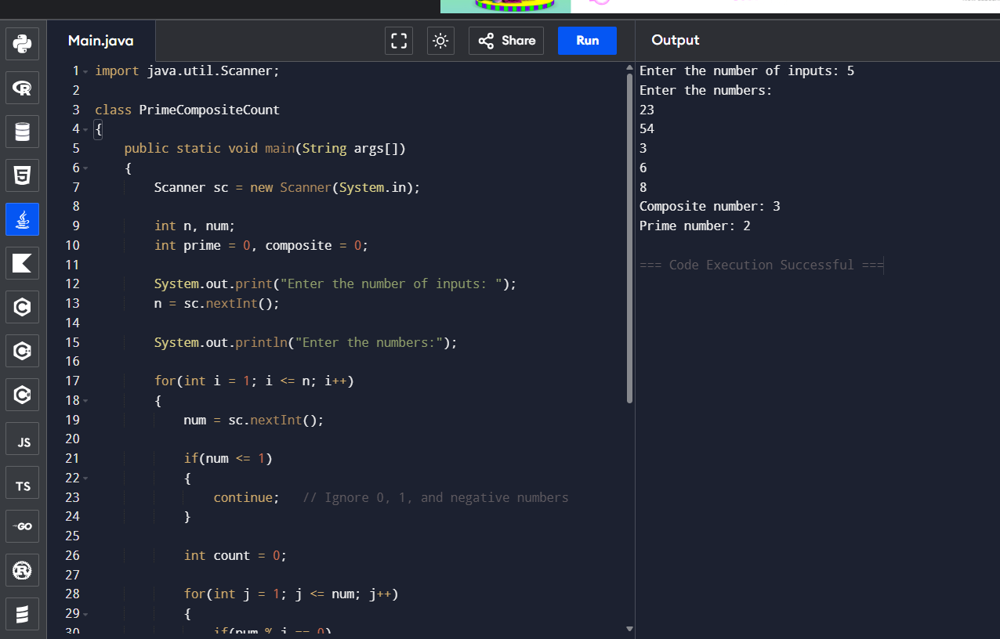 Main.java
Share
Run
Output
1 import java.util.Scanner;
2
3 class PrimeCompositeCount
4 {
5 public static void main(String args[])
6 {
7 Scanner sc = new Scanner(System.in);
8
9 int n, num;
10 int prime = 0, composite = 0;
11
12 System.out.print("Enter the number of inputs: ");
13 n = sc.nextInt();
14
15 System.out.println("Enter the numbers:");
16
17 for(int i = 1; i <= n; i++)
18 {
19 num = sc.nextInt();
20
21 if(num <= 1)
22 {
23 continue; // Ignore 0, 1, and negative numbers
24 }
25
26 int count = 0;
27
28 for(int j = 1; j <= num; j++)
29 {
30 if(num % j == 0)
Enter the number of inputs: 5
Enter the numbers:
23
54
3
6
8
Composite number: 3
Prime number: 2
=== Code Execution Successful ===
R
5
C
C
C
JS
TS
GO
R